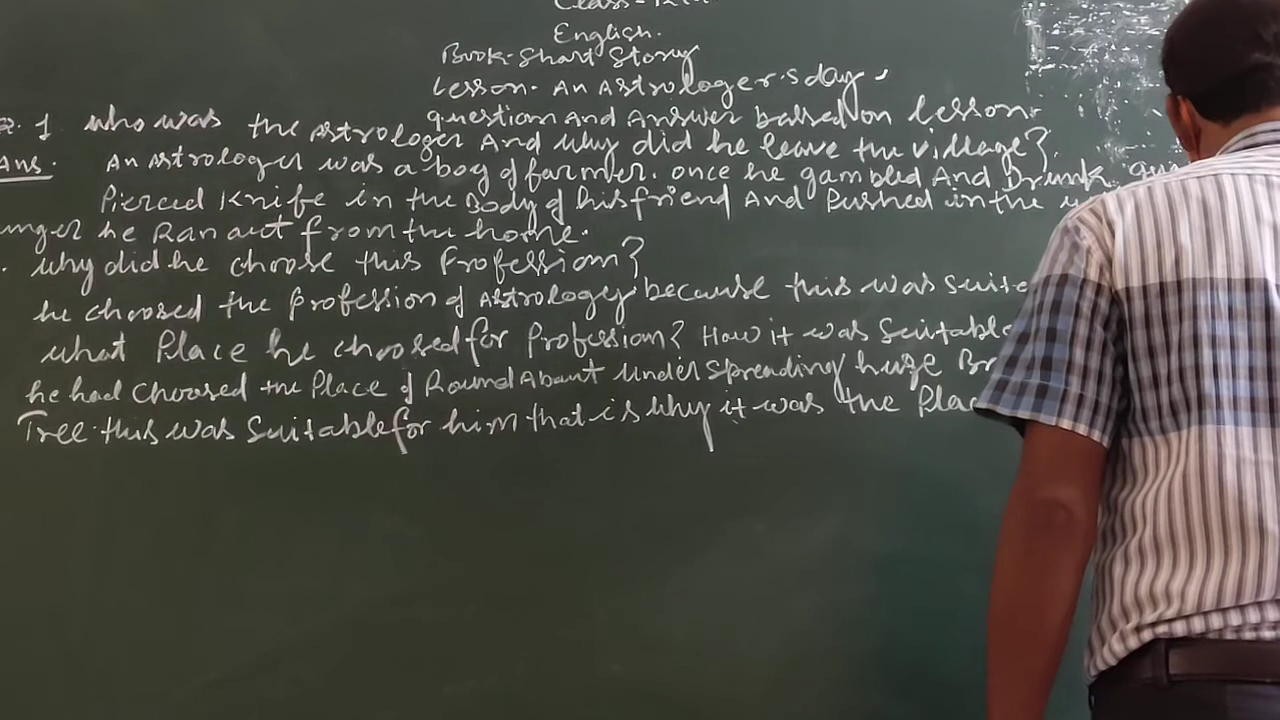 English.
Book-Short Story
Lesson. An Astrologer's day.
question And Answer based on lesson.
Q. 1 who was the Astrologer And why did he leave the village?
Ans. An Astrologer was a boy of farmer. once he gambled And Drunk
Pierced Knife in the Body of his friend And Pushed in the
he Ran out from the home.
. why did he choose this Profession?
he choosed the Profession of Astrology because this was suite
what Place he choosed for Profession? How it was Suitable
he had choosed the Place of Round About under spreading huge
Tree. this was Suitable for him that is why it was the